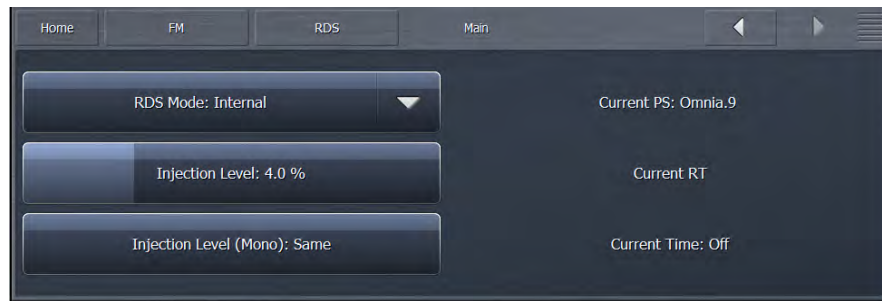 Home FM RDS Main
RDS Mode: Internal Current PS: Omnia.9
Injection Level: 4.0 % Current RT
Injection Level (Mono): Same Current Time: Off